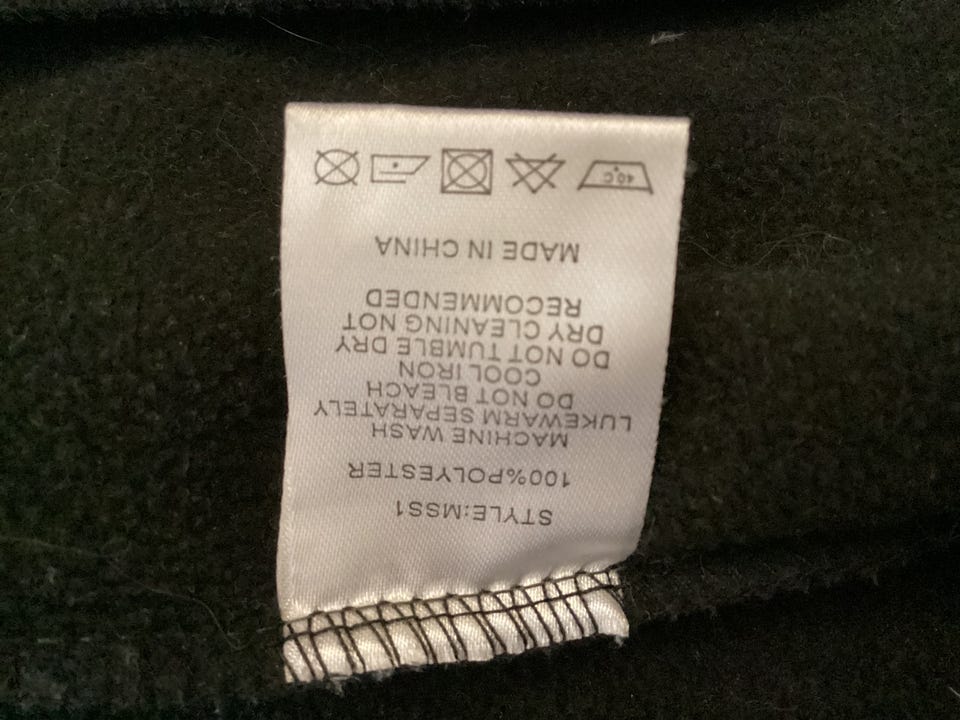 STYLE:MSS1
100%POLYESTER
MACHINE WASH
LUKEWARM SEPARATELY
DO NOT BLEACH
COOL IRON
DO NOT TUMBLE DRY
DRY CLEANING NOT
RECOMMENDED
MADE IN CHINA
40°C